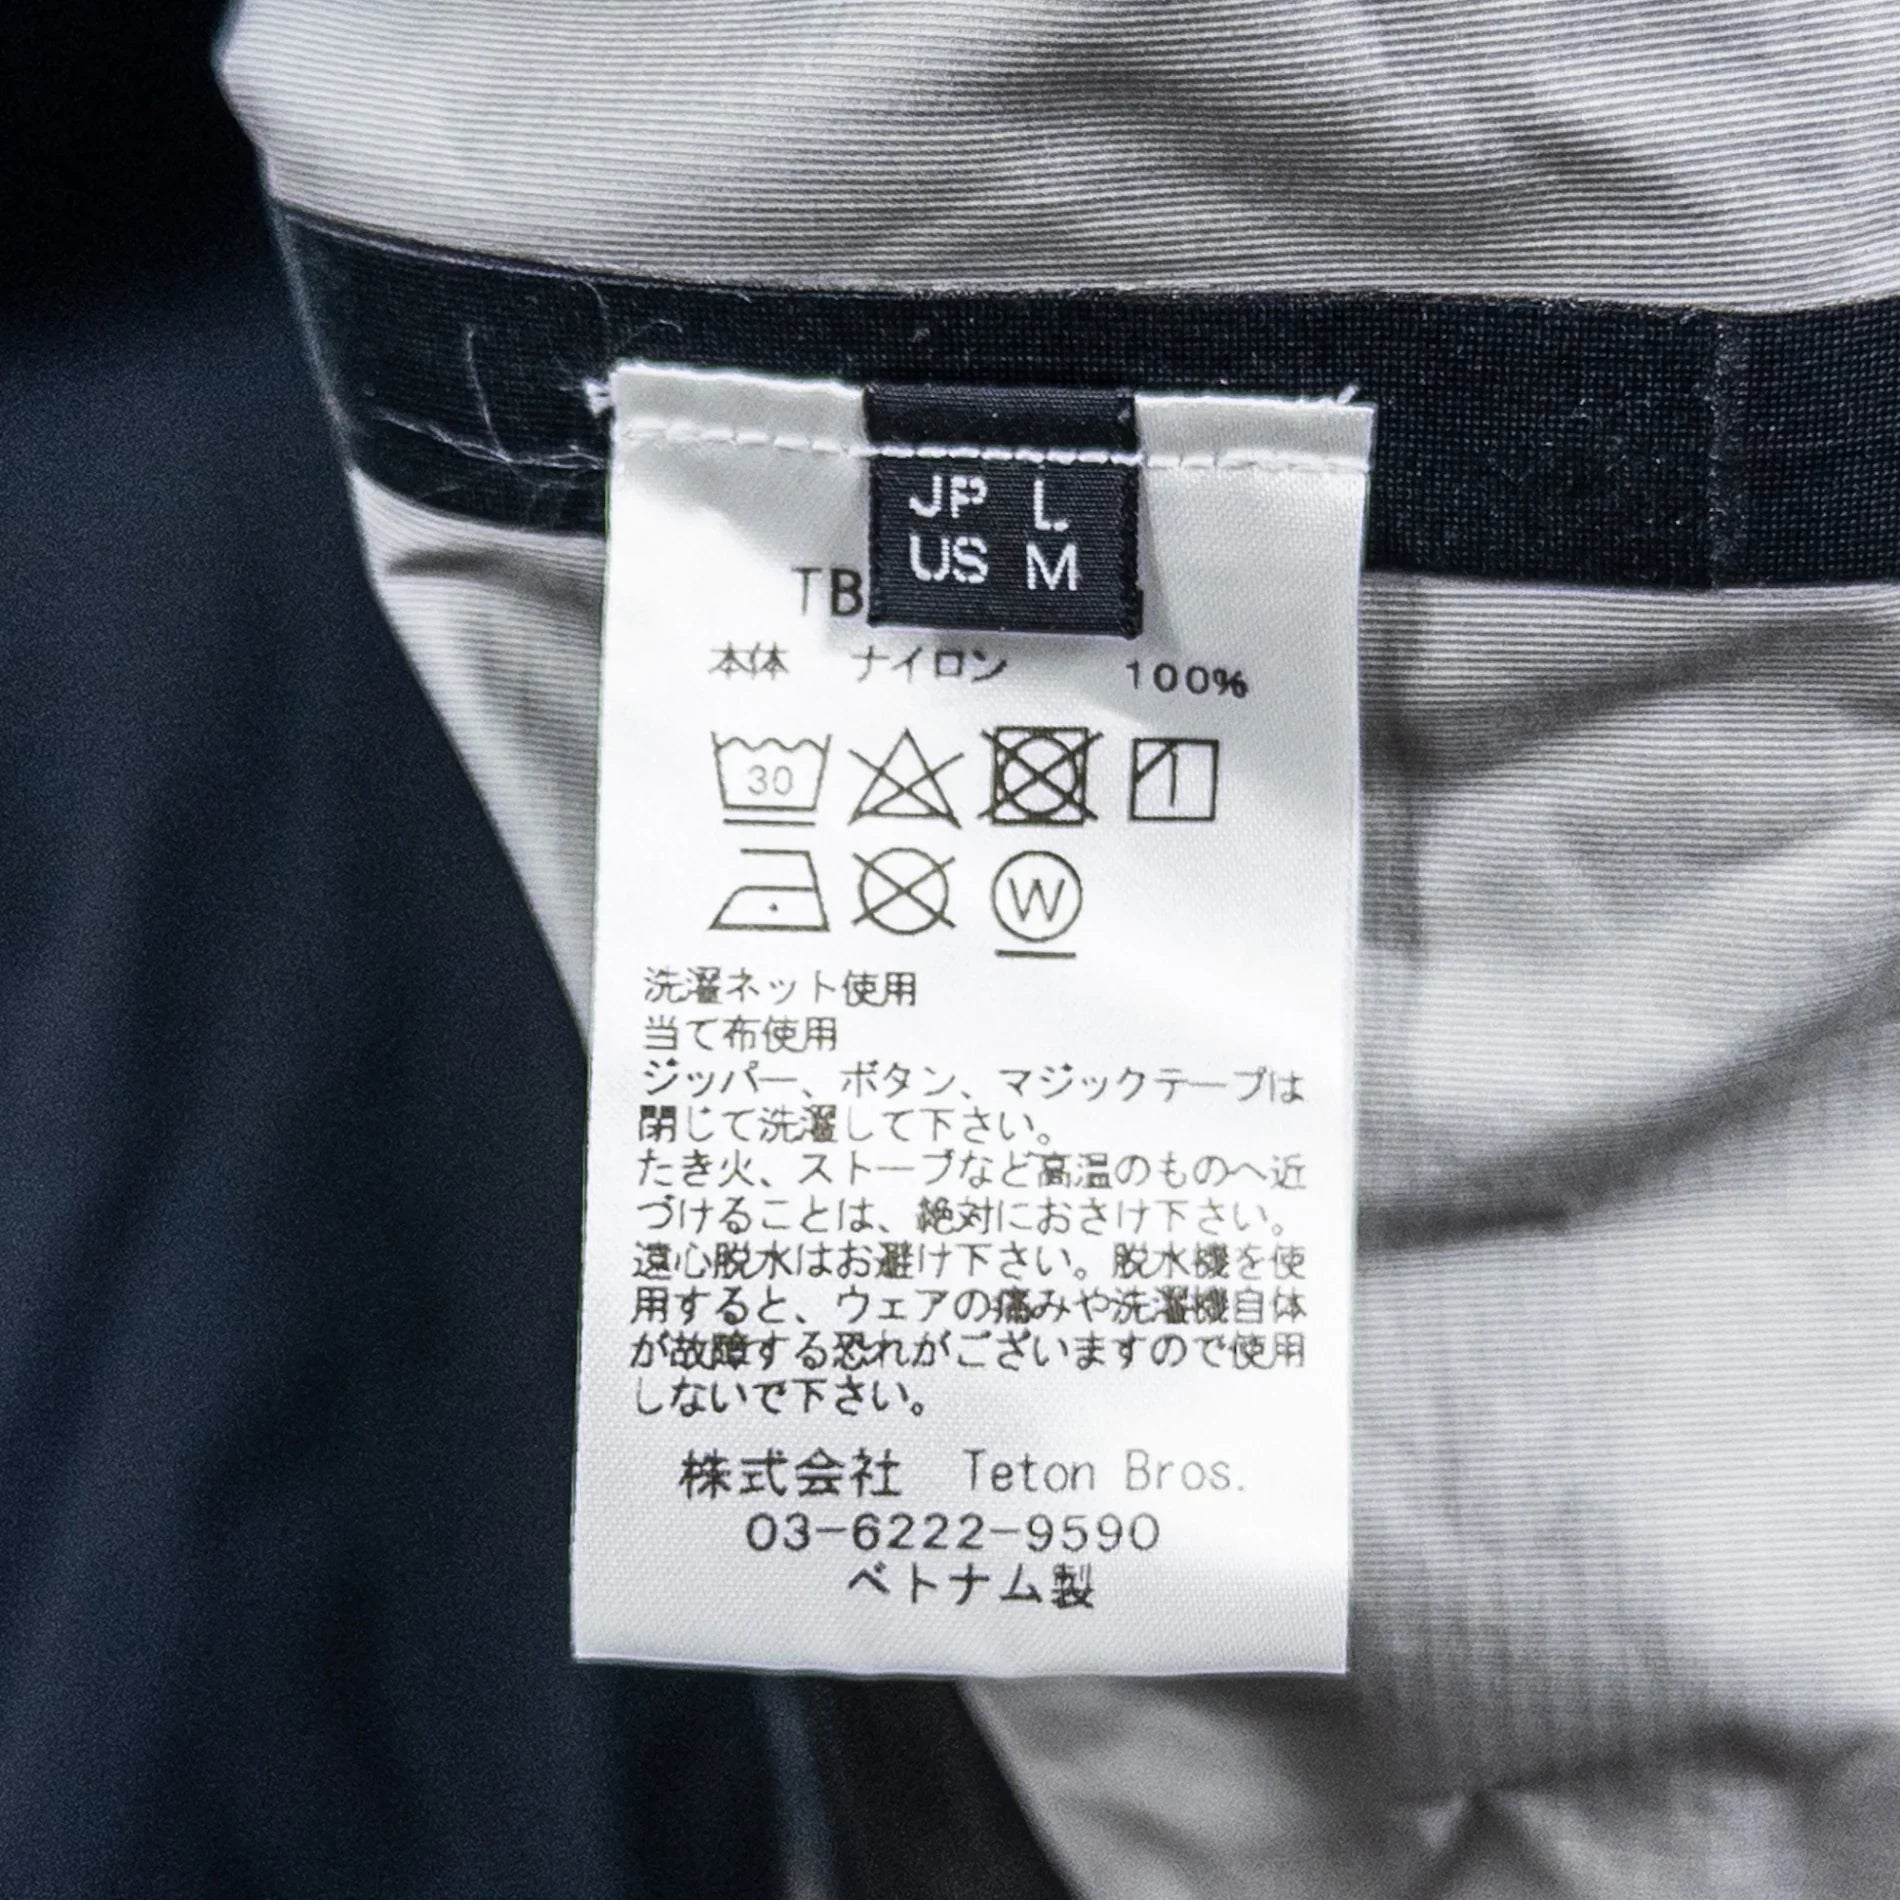 JP L
US M
TB
本体 ナイロン 100%
30
W
洗濯ネット使用
当て布使用
ジッパー、ボタン、マジックテープは
閉じて洗濯して下さい。
たき火、ストーブなど高温のものへ近
づけることは、絶対におさけ下さい。
遠心脱水はお避け下さい。脱水機を使
用すると、ウェアの痛みや洗濯機自体
が故障する恐れがございますので使用
しないで下さい。
株式会社 Teton Bros.
03-6222-9590
ベトナム製